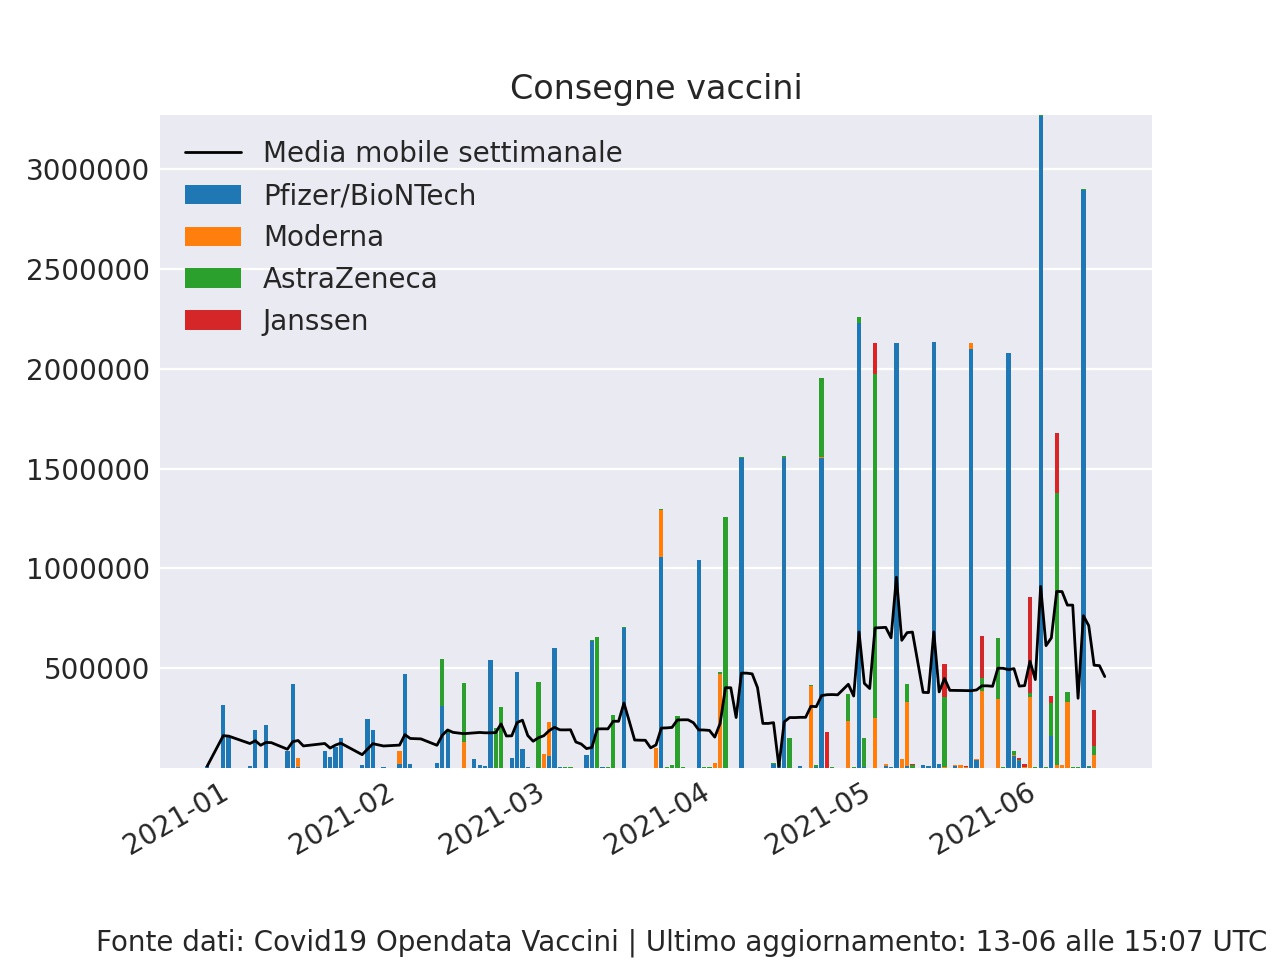 Consegne vaccini
Media mobile settimanale
Pfizer/BioNTech
Moderna
AstraZeneca
Janssen
3000000
2500000
2000000
1500000
1000000
500000
2021-01
2021-02
2021-03
2021-04
2021-05
2021-06
Fonte dati: Covid19 Opendata Vaccini | Ultimo aggiornamento: 13-06 alle 15:07 UTC